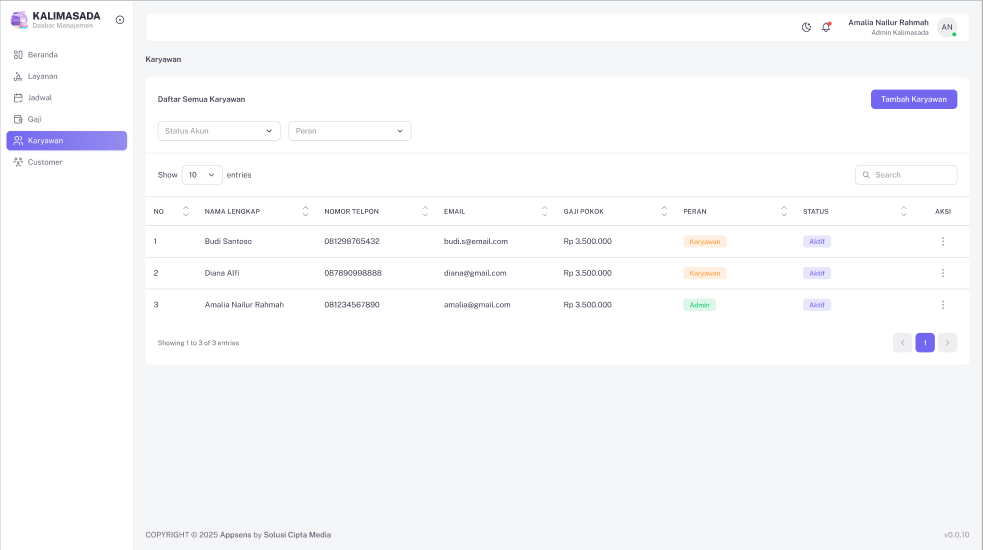 KALIMASADA
Dasbor Manajemen
Beranda
Layanan
Jadwal
Gaji
Karyawan
Customer
Amalia Nailur Rahmah
Admin Kalimasada
AN
Karyawan
Daftar Semua Karyawan
Tambah Karyawan
Status Akun
Peran
Show 10 entries
Search
NO NAMA LENGKAP NOMOR TELPON EMAIL GAJI POKOK PERAN STATUS AKSI
1 Budi Santoso 081298765432 budi.s@email.com Rp 3.500.000 Karyawan Aktif
2 Diana Alfi 087890998888 diana@gmail.com Rp 3.500.000 Karyawan Aktif
3 Amalia Nailur Rahmah 081234567890 amalia@gmail.com Rp 3.500.000 Admin Aktif
Showing 1 to 3 of 3 entries
1
COPYRIGHT © 2025 Appsens by Solusi Cipta Media
v0.0.10